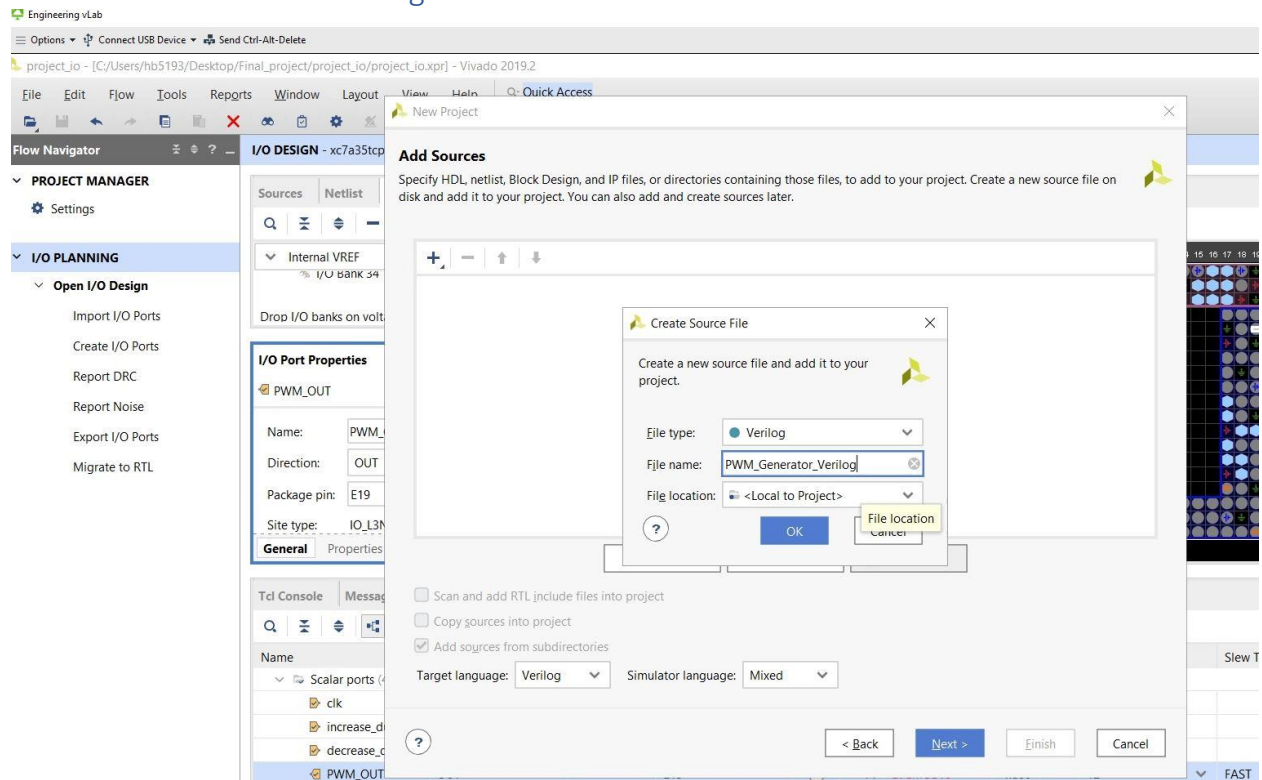 Engineering vLab
Options Connect USB Device Send Ctrl-Alt-Delete
project_io - [C:/Users/hb5193/Desktop/Final_project/project_io/project_io.xpr] - Vivado 2019.2
File Edit Flow Tools Reports Window Layout View Help Quick Access
Flow Navigator
PROJECT MANAGER
Settings
I/O PLANNING
Open I/O Design
Import I/O Ports
Create I/O Ports
Report DRC
Report Noise
Export I/O Ports
Migrate to RTL
I/O DESIGN - xc7a35tcp
Sources Netlist
Internal VREF
I/O Bank 34
Drop I/O banks on volt
I/O Port Properties
PWM_OUT
Name: PWM_
Direction: OUT
Package pin: E19
Site type: IO_L3N
General Properties
Tcl Console Messag
Name
Scalar ports (
clk
increase_d
decrease_
PWM_OUT
New Project
Add Sources
Specify HDL, netlist, Block Design, and IP files, or directories containing those files, to add to your project. Create a new source file on
disk and add it to your project. You can also add and create sources later.
Create Source File
Create a new source file and add it to your
project.
File type: Verilog
File name: PWM_Generator_Verilog
File location: <Local to Project>
File location
? OK Cancel
Scan and add RTL include files into project
Copy sources into project
Add sources from subdirectories
Target language: Verilog Simulator language: Mixed
? < Back Next > Finish Cancel
15 16 17 18 19
Slew T
FAST